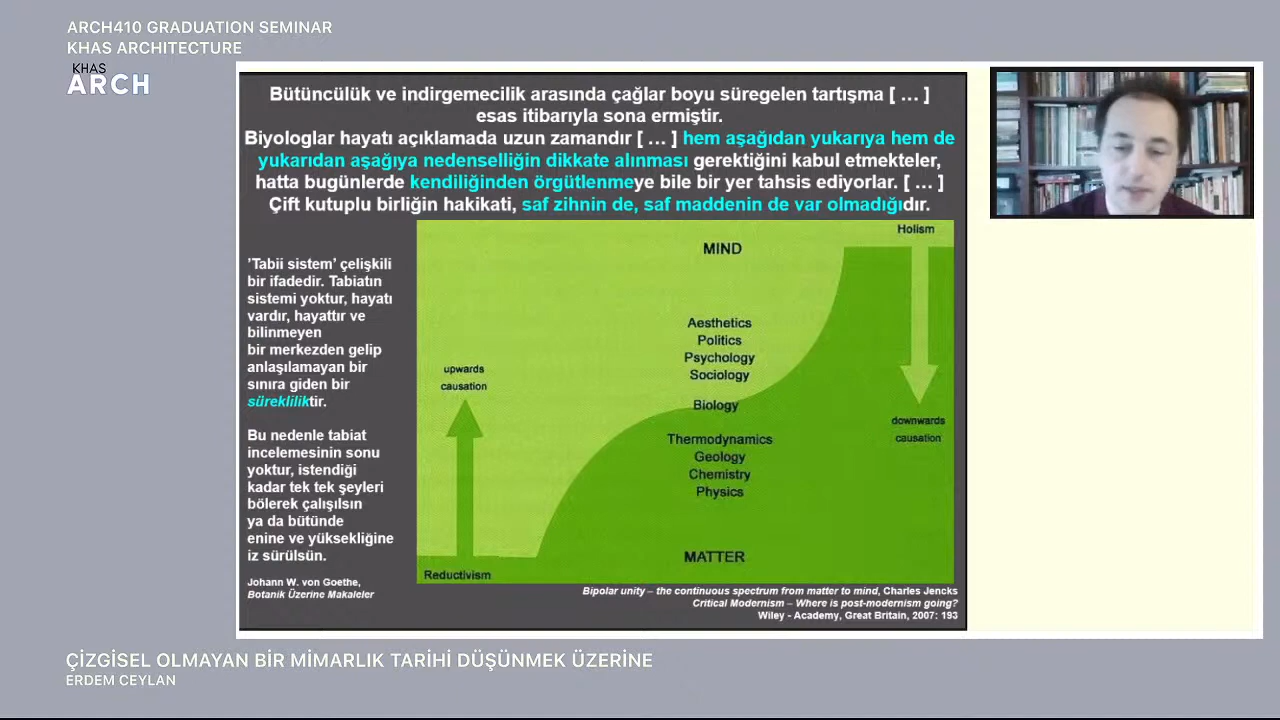 ARCH410 GRADUATION SEMINAR
KHAS ARCHITECTURE
KHAS
ARCH
Bütüncülük ve indirgemecilik arasında çağlar boyu süregelen tartışma [ … ]
esas itibarıyla sona ermiştir.
Biyologlar hayatı açıklamada uzun zamandır [ … ] hem aşağıdan yukarıya hem de
yukarıdan aşağıya nedenselliğin dikkate alınması gerektiğini kabul etmekteler,
hatta bugünlerde kendiliğinden örgütlenmeye bile bir yer tahsis ediyorlar. [ … ]
Çift kutuplu birliğin hakikati, saf zihnin de, saf maddenin de var olmadığıdır.
'Tabii sistem' çelişkili
bir ifadedir. Tabiatın
sistemi yoktur, hayatı
vardır, hayattır ve
bilinmeyen
bir merkezden gelip
anlaşılamayan bir
sınıra giden bir
sürekliliktir.
Bu nedenle tabiat
incelemesinin sonu
yoktur, istendiği
kadar tek tek şeyleri
bölerek çalışılsın
ya da bütünde
enine ve yüksekliğine
iz sürülsün.
Johann W. von Goethe,
Botanik Üzerine Makaleler
Holism
MIND
Aesthetics
Politics
Psychology
Sociology
upwards
causation
Biology
downwards
causation
Thermodynamics
Geology
Chemistry
Physics
MATTER
Reductivism
Bipolar unity – the continuous spectrum from matter to mind, Charles Jencks
Critical Modernism – Where is post-modernism going?
Wiley - Academy, Great Britain, 2007: 193
ÇİZGİSEL OLMAYAN BİR MİMARLIK TARİHİ DÜŞÜNMEK ÜZERİNE
ERDEM CEYLAN